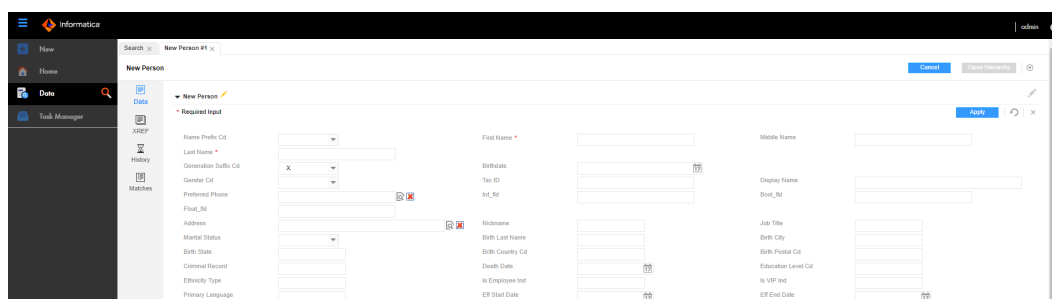 Informatica
admin
New
Search × New Person #1 ×
Home
New Person
Cancel Open Hierarchy
Data
Data
New Person
* Required Input
Apply
Task Manager
XREF
History
Matches
Name Prefix Cd First Name * Middle Name
Last Name *
Generation Suffix Cd X Birthdate
Gender Cd Tax ID Display Name
Preferred Phone Int_fld Bool_fld
Float_fld
Address Nickname Job Title
Marital Status Birth Last Name Birth City
Birth State Birth Country Cd Birth Postal Cd
Criminal Record Death Date Education Level Cd
Ethnicity Type Is Employee Ind Is VIP Ind
Primary Language Eff Start Date Eff End Date